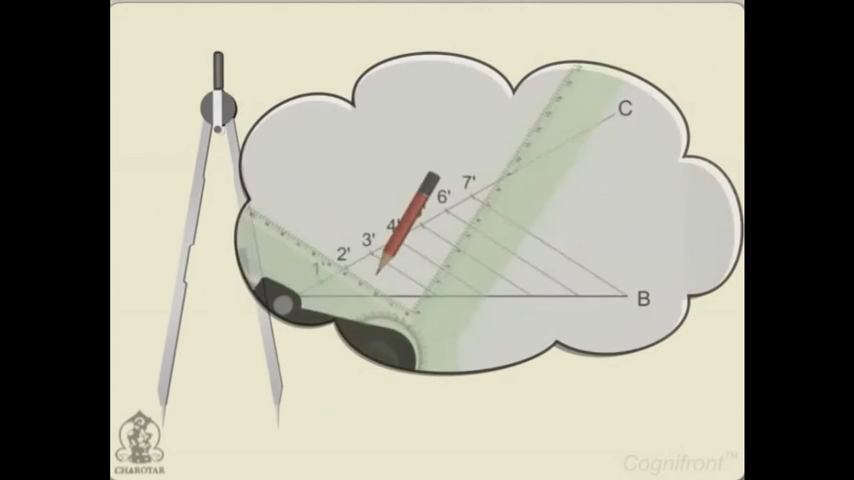 C
7'
6'
4'
3'
2'
1'
B
CHAROTAR
Cognifront™